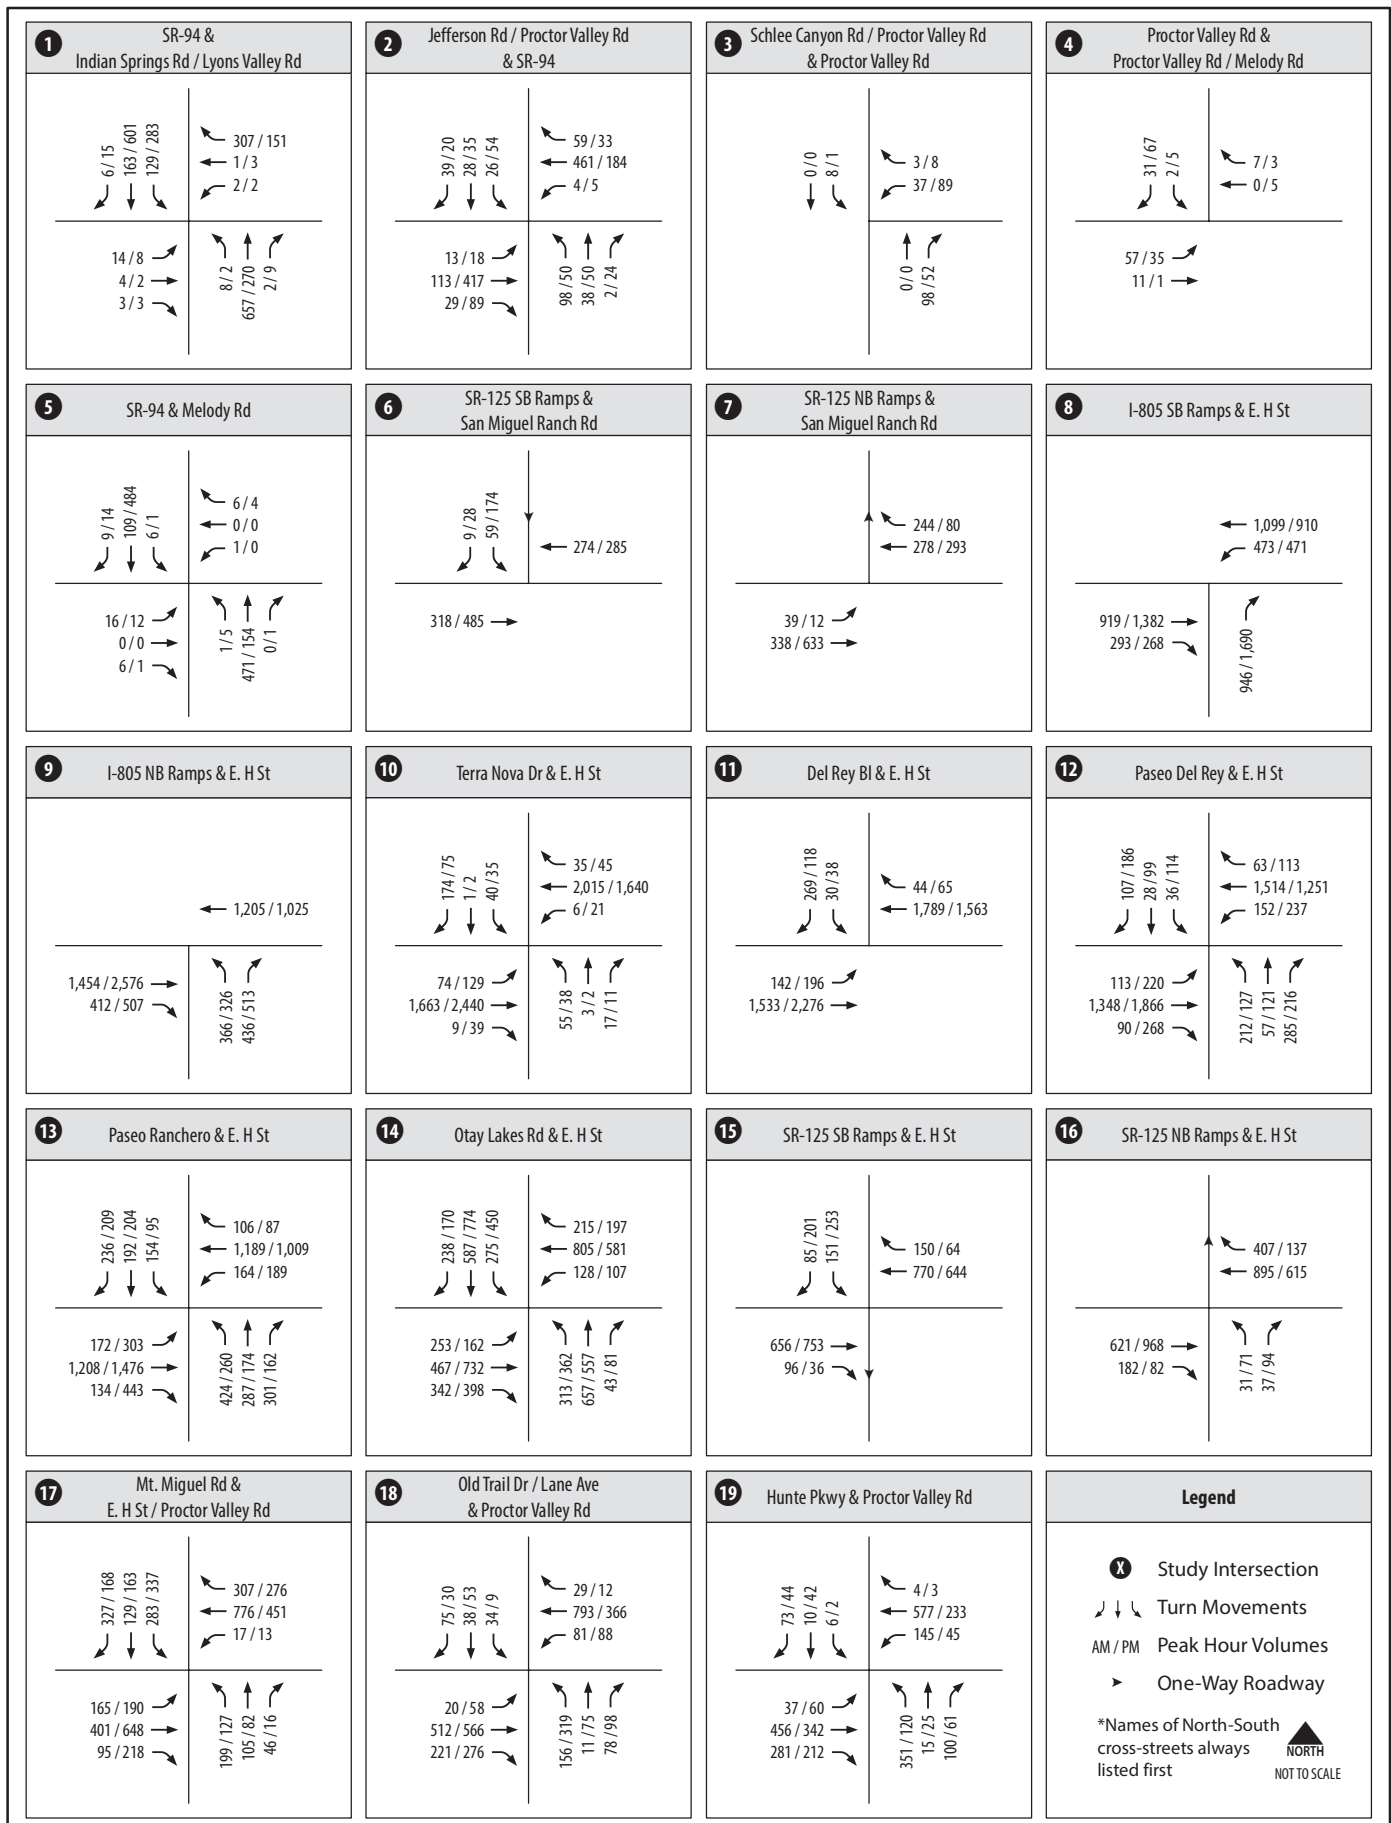 1
SR-94 &
Indian Springs Rd / Lyons Valley Rd
6 / 15
163 / 601
129 / 283
307 / 151
1 / 3
2 / 2
14 / 8
4 / 2
3 / 3
8 / 2
657 / 270
2 / 9
2
Jefferson Rd / Proctor Valley Rd
& SR-94
39 / 20
28 / 35
26 / 54
59 / 33
461 / 184
4 / 5
13 / 18
113 / 417
29 / 89
98 / 50
38 / 50
2 / 24
3
Schlee Canyon Rd / Proctor Valley Rd
& Proctor Valley Rd
0 / 0
8 / 1
3 / 8
37 / 89
0 / 0
98 / 52
4
Proctor Valley Rd &
Proctor Valley Rd / Melody Rd
31 / 67
2 / 5
7 / 3
0 / 5
57 / 35
11 / 1
5
SR-94 & Melody Rd
9 / 14
109 / 484
6 / 1
6 / 4
0 / 0
1 / 0
16 / 12
0 / 0
6 / 1
1 / 5
471 / 154
0 / 1
6
SR-125 SB Ramps &
San Miguel Ranch Rd
9 / 28
59 / 174
274 / 285
318 / 485
7
SR-125 NB Ramps &
San Miguel Ranch Rd
244 / 80
278 / 293
39 / 12
338 / 633
8
I-805 SB Ramps & E. H St
1,099 / 910
473 / 471
919 / 1,382
293 / 268
946 / 1,690
9
I-805 NB Ramps & E. H St
1,205 / 1,025
1,454 / 2,576
412 / 507
366 / 326
436 / 513
10
Terra Nova Dr & E. H St
174 / 75
1 / 2
40 / 35
35 / 45
2,015 / 1,640
6 / 21
74 / 129
1,663 / 2,440
9 / 39
55 / 38
3 / 2
17 / 11
11
Del Rey Bl & E. H St
269 / 118
30 / 38
44 / 65
1,789 / 1,563
142 / 196
1,533 / 2,276
12
Paseo Del Rey & E. H St
107 / 186
28 / 99
36 / 114
63 / 113
1,514 / 1,251
152 / 237
113 / 220
1,348 / 1,866
90 / 268
212 / 127
57 / 121
285 / 216
13
Paseo Ranchero & E. H St
236 / 209
192 / 204
154 / 95
106 / 87
1,189 / 1,009
164 / 189
172 / 303
1,208 / 1,476
134 / 443
424 / 260
287 / 174
301 / 162
14
Otay Lakes Rd & E. H St
238 / 170
587 / 774
275 / 450
215 / 197
805 / 581
128 / 107
253 / 162
467 / 732
342 / 398
313 / 362
657 / 557
43 / 81
15
SR-125 SB Ramps & E. H St
85 / 201
151 / 253
150 / 64
770 / 644
656 / 753
96 / 36
16
SR-125 NB Ramps & E. H St
407 / 137
895 / 615
621 / 968
182 / 82
31 / 71
37 / 94
17
Mt. Miguel Rd &
E. H St / Proctor Valley Rd
327 / 168
129 / 163
283 / 337
307 / 276
776 / 451
17 / 13
165 / 190
401 / 648
95 / 218
199 / 127
105 / 82
46 / 16
18
Old Trail Dr / Lane Ave
& Proctor Valley Rd
75 / 30
38 / 53
34 / 9
29 / 12
793 / 366
81 / 88
20 / 58
512 / 566
221 / 276
156 / 319
11 / 75
78 / 98
19
Hunte Pkwy & Proctor Valley Rd
73 / 44
10 / 42
6 / 2
4 / 3
577 / 233
145 / 45
37 / 60
456 / 342
281 / 212
351 / 120
15 / 25
100 / 61
Legend
X Study Intersection
Turn Movements
AM / PM Peak Hour Volumes
One-Way Roadway
*Names of North-South
cross-streets always
listed first
NORTH
NOT TO SCALE